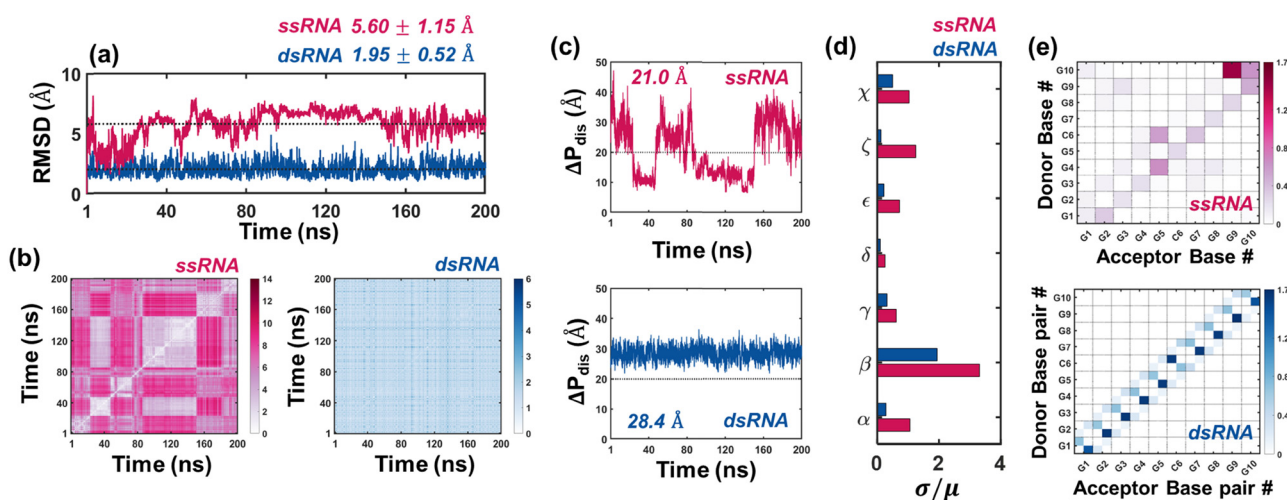 (a)
ssRNA 5.60 ± 1.15 Å
dsRNA 1.95 ± 0.52 Å
RMSD (Å)
10
5
0
1 40 80 120 160 200
Time (ns)
(b)
ssRNA
Time (ns)
200
160
120
80
40
1
1 40 80 120 160 200
Time (ns)
14
12
10
8
6
4
2
0
dsRNA
Time (ns)
200
160
120
80
40
1
1 40 80 120 160 200
Time (ns)
6
5
4
3
2
1
0
(c)
21.0 Å ssRNA
ΔPdis (Å)
50
40
30
20
10
0
1 40 80 120 160 200
Time (ns)
ΔPdis (Å)
50
40
30
20
10
0
28.4 Å dsRNA
1 40 80 120 160 200
Time (ns)
(d)
ssRNA
dsRNA
χ
ζ
ϵ
δ
γ
β
α
0 2 4
σ/μ
(e)
Donor Base #
G10
G9
G8
G7
C6
G5
G4
G3
G2
G1
G1 G2 G3 G4 G5 C6 G7 G8 G9 G10
ssRNA
Acceptor Base #
1.7
1.2
0.8
0.4
0
Donor Base pair #
G10
G9
G8
G7
C6
G5
G4
G3
G2
G1
G1 G2 G3 G4 G5 C6 G7 G8 G9 G10
dsRNA
Acceptor Base pair #
1.7
1.2
0.8
0.4
0